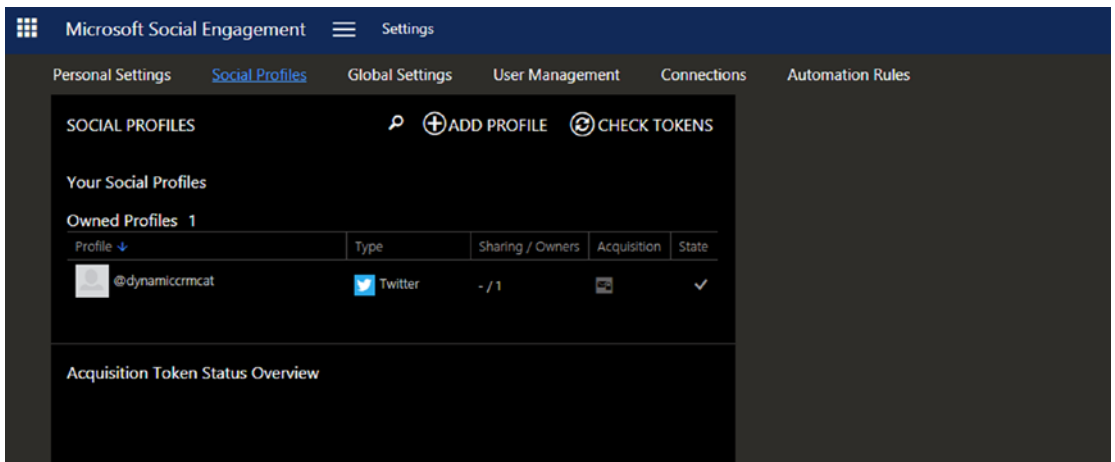 Microsoft Social Engagement Settings
Personal Settings Social Profiles Global Settings User Management Connections Automation Rules
SOCIAL PROFILES ADD PROFILE CHECK TOKENS
Your Social Profiles
Owned Profiles 1
Profile Type Sharing / Owners Acquisition State
@dynamiccrmcat Twitter - / 1
Acquisition Token Status Overview